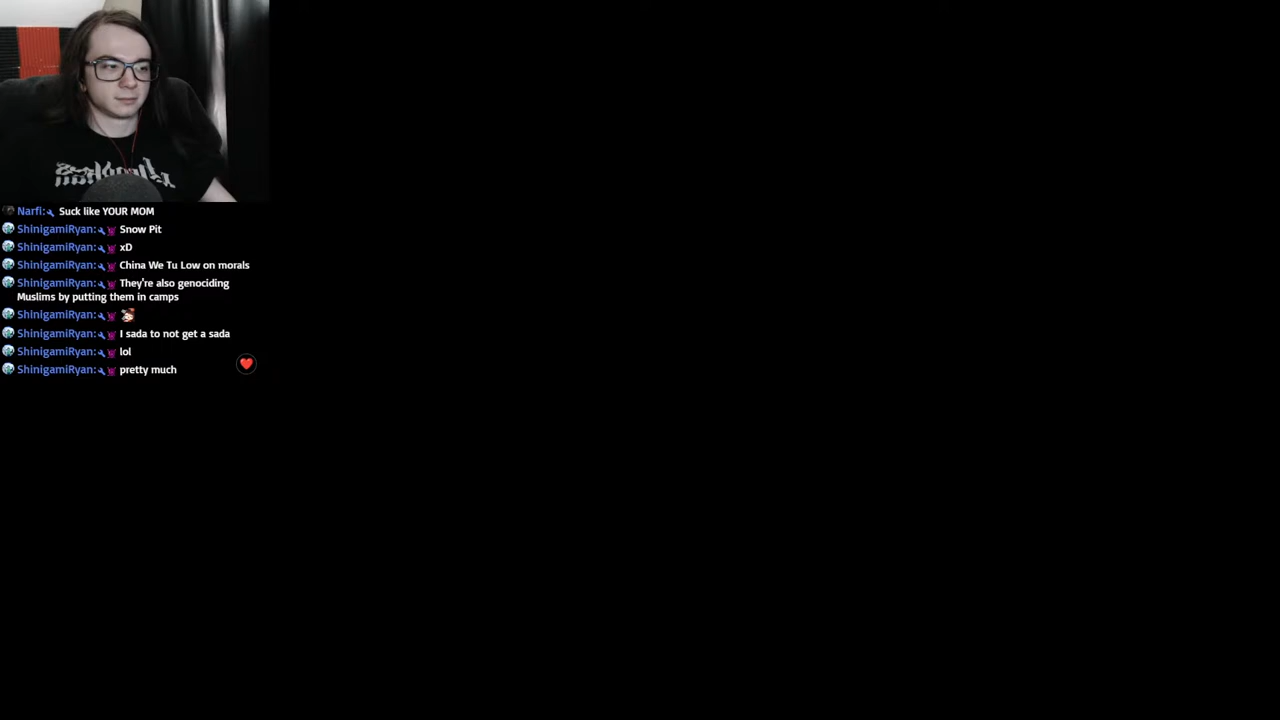 Narfi: Suck like YOUR MOM
ShinigamiRyan: Snow Pit
ShinigamiRyan: xD
ShinigamiRyan: China We Tu Low on morals
ShinigamiRyan: They're also genociding
Muslims by putting them in camps
ShinigamiRyan:
ShinigamiRyan: I sada to not get a sada
ShinigamiRyan: lol
ShinigamiRyan: pretty much